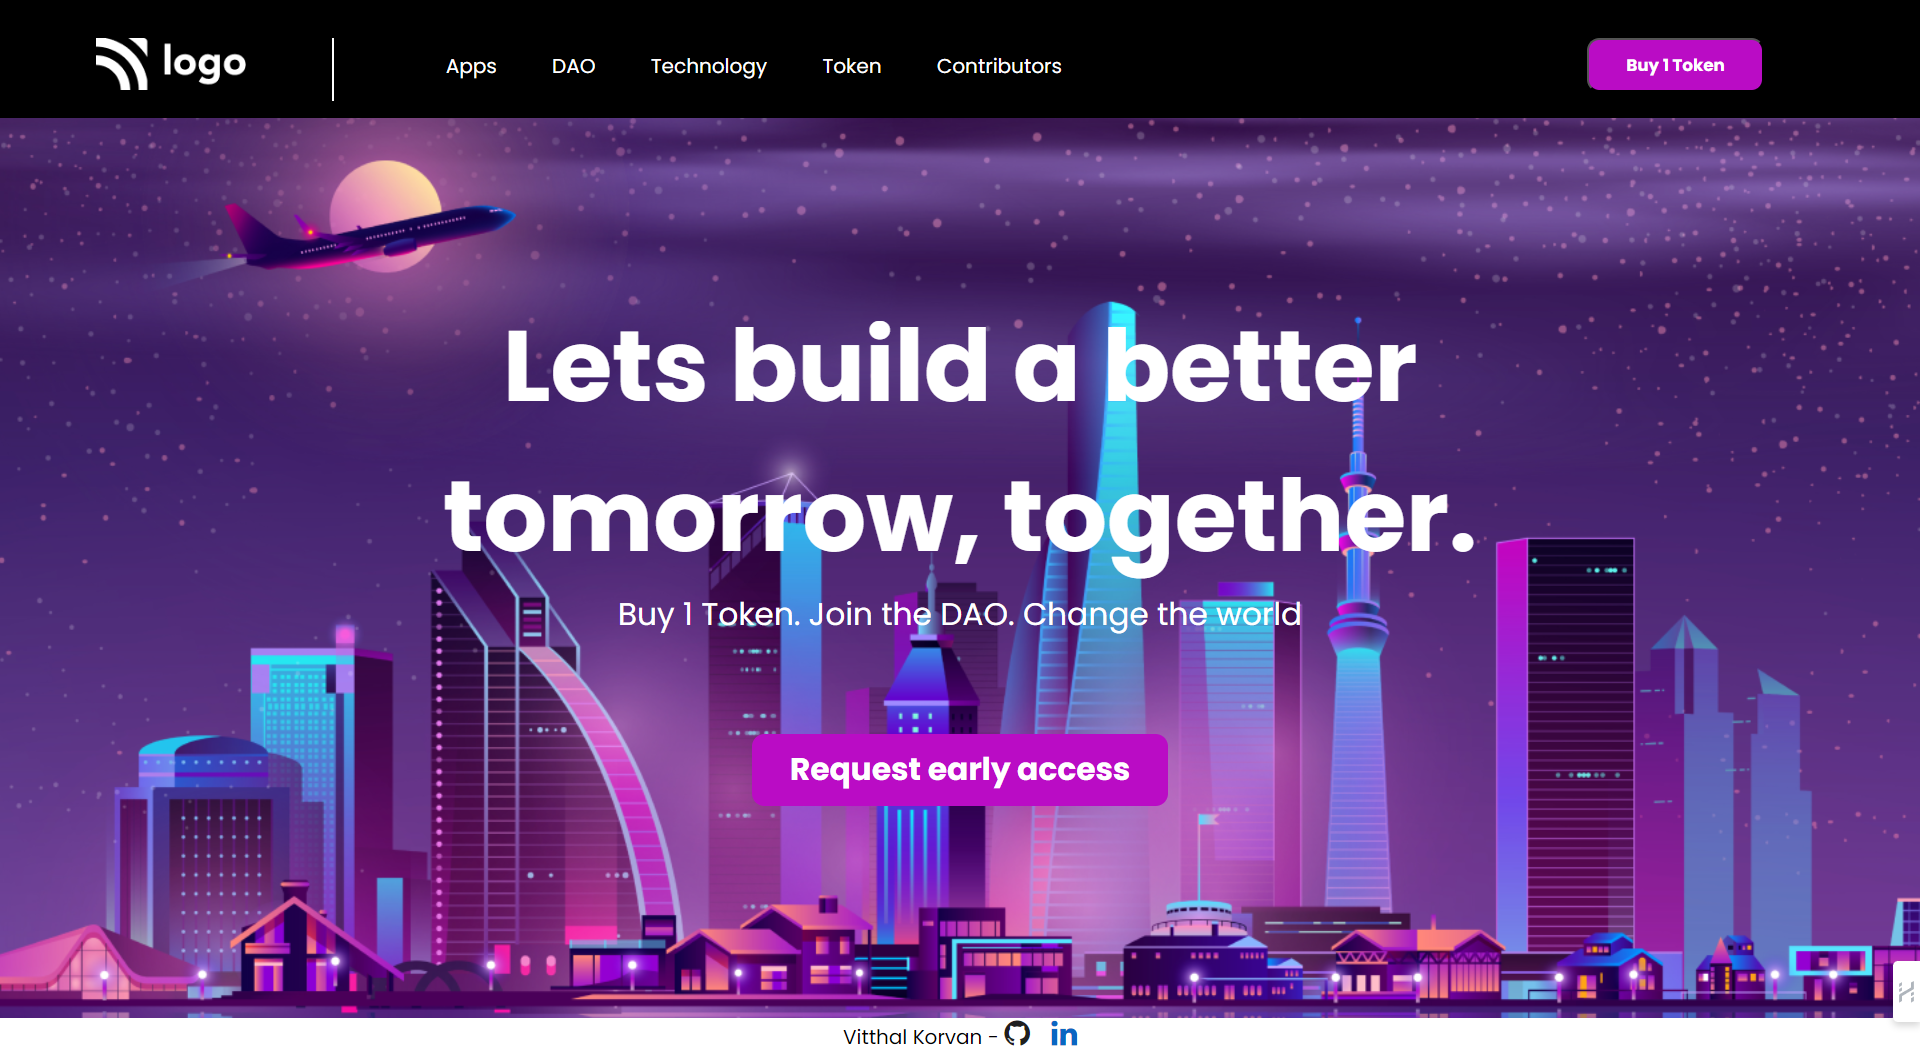 logo
Apps DAO Technology Token Contributors
Buy 1 Token
Lets build a better
tomorrow, together.
Buy 1 Token. Join the DAO. Change the world
Request early access
Vitthal Korvan - in